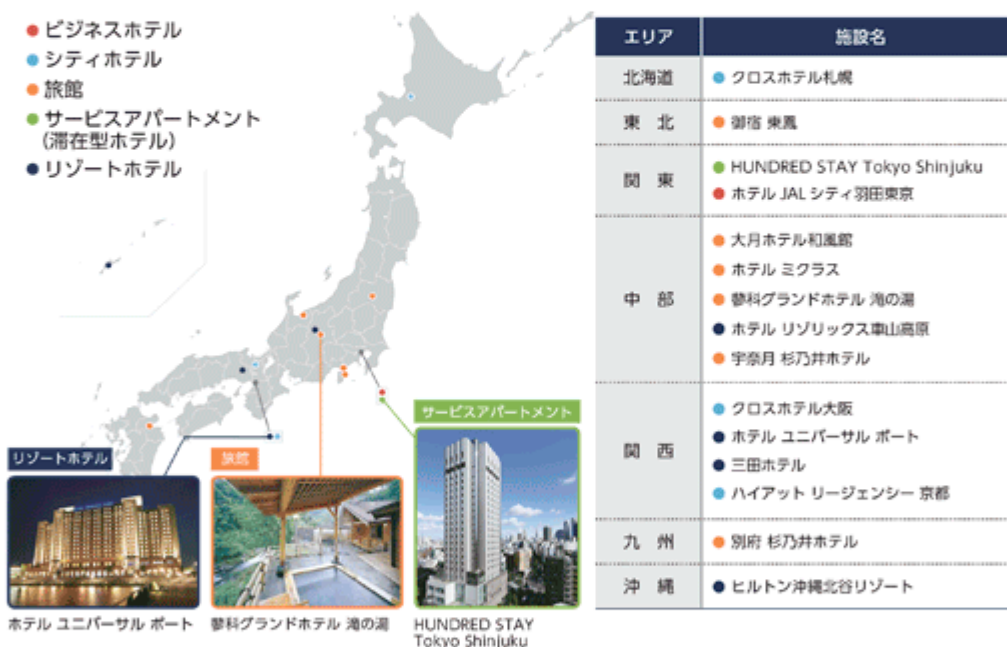 ビジネスホテル
シティホテル
旅館
サービスアパートメント
(滞在型ホテル)
リゾートホテル
リゾートホテル
旅館
サービスアパートメント
ホテル ユニバーサル ポート
蓼科グランドホテル 滝の湯
HUNDRED STAY
Tokyo Shinjuku
エリア 施設名
北海道 クロスホテル札幌
東 北 御宿 東鳳
関 東 HUNDRED STAY Tokyo Shinjuku
ホテル JAL シティ羽田東京
中 部 大月ホテル和風館
ホテル ミクラス
蓼科グランドホテル 滝の湯
ホテル リゾリックス車山高原
宇奈月 杉乃井ホテル
関 西 クロスホテル大阪
ホテル ユニバーサル ポート
三田ホテル
ハイアット リージェンシー 京都
九 州 別府 杉乃井ホテル
沖 縄 ヒルトン沖縄北谷リゾート